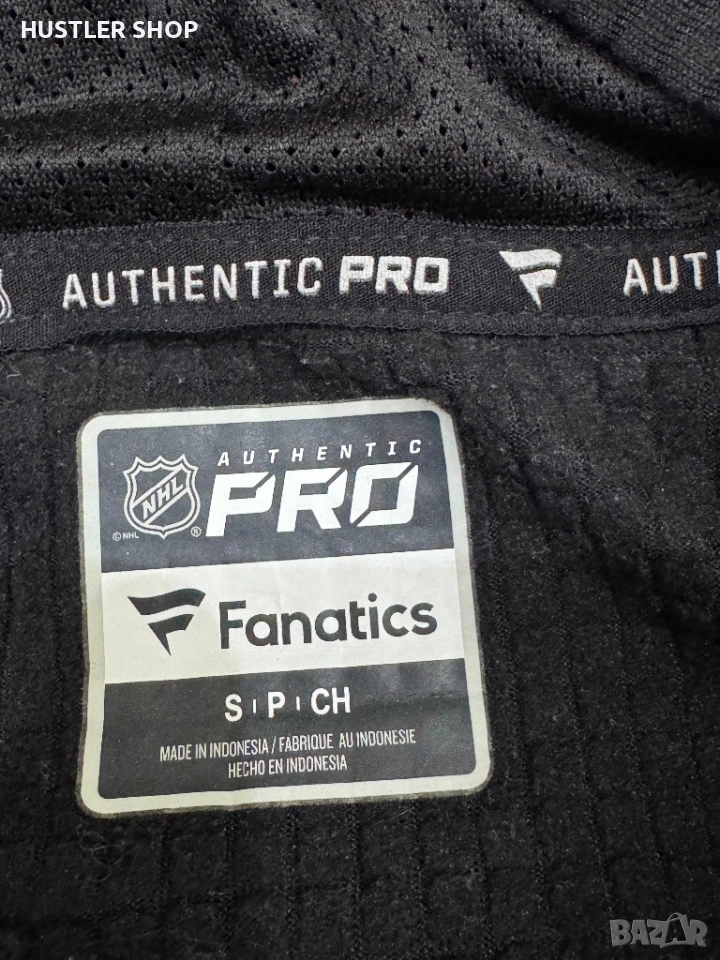 HUSTLER SHOP
AUTHENTIC PRO AUT
AUTHENTIC
PRO
NHL
© NHL ®
Fanatics
S | P | CH
MADE IN INDONESIA / FABRIQUE AU INDONESIE
HECHO EN INDONESIA
BAZAR